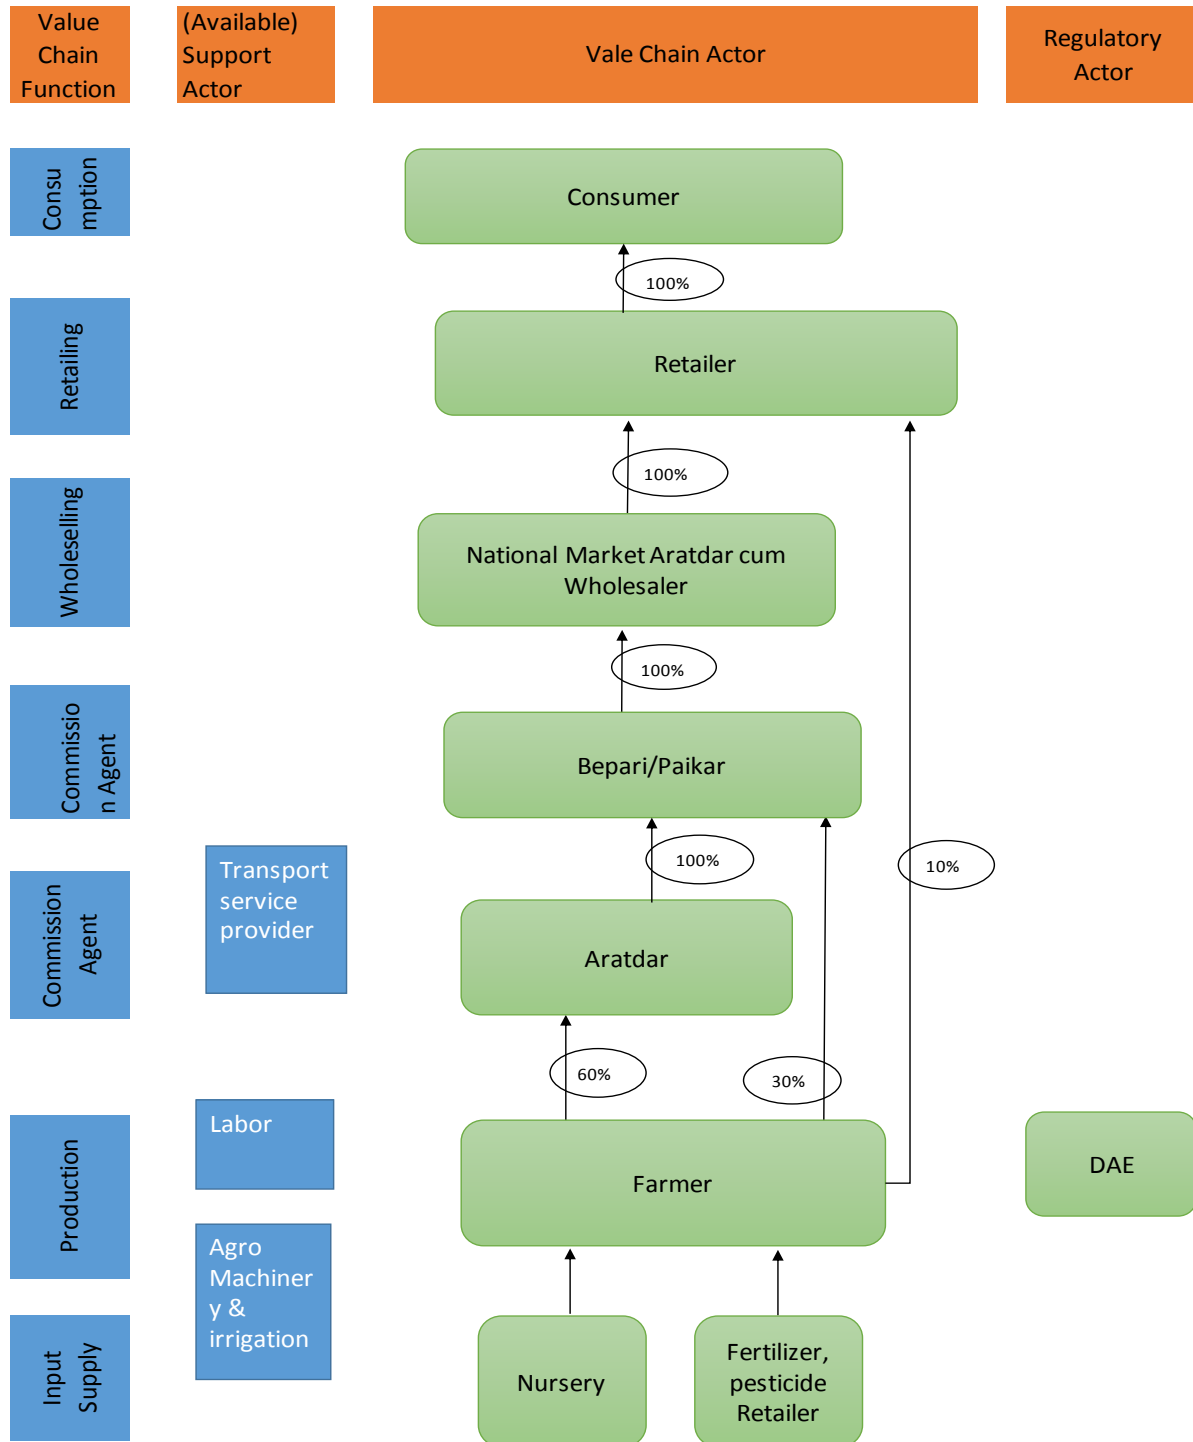 Value
Chain
Function
(Available)
Support
Actor
Vale Chain Actor
Regulatory
Actor
Consu
mption
Consumer
100%
Retailing
Retailer
100%
Wholeselling
National Market Aratdar cum
Wholesaler
100%
Commissio
n Agent
Bepari/Paikar
Transport
service
provider
100%
10%
Commission
Agent
Aratdar
60%
30%
Labor
Production
Farmer
DAE
Agro
Machiner
y &
irrigation
Input
Supply
Nursery
Fertilizer,
pesticide
Retailer